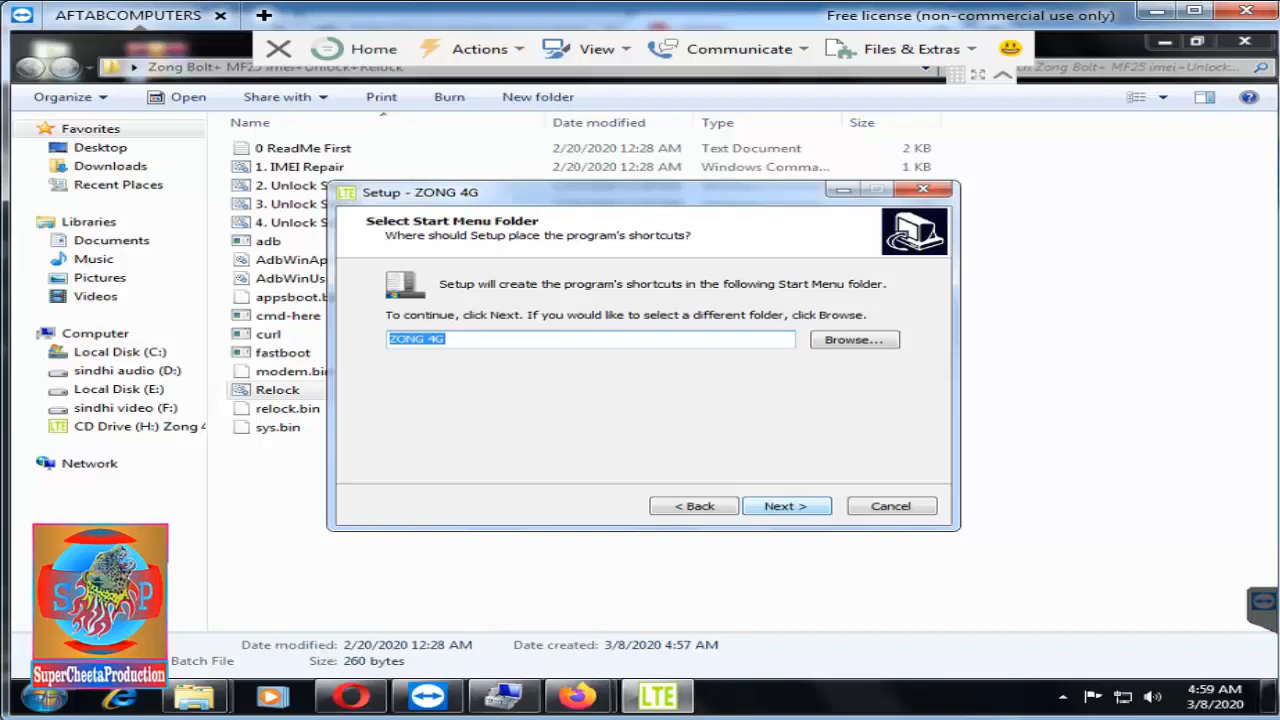 AFTABCOMPUTERS
Free license (non-commercial use only)
Home Actions View Communicate Files & Extras
Zong Bolt+ MF25 imei+Unlock+Relock
Zong Bolt+ MF25 imei+Unlock...
Organize Open Share with Print Burn New folder
Name Date modified Type Size
Favorites
Desktop
Downloads
Recent Places
Libraries
Documents
Music
Pictures
Videos
Computer
Local Disk (C:)
sindhi audio (D:)
Local Disk (E:)
sindhi video (F:)
CD Drive (H:) Zong 4
Network
0 ReadMe First 2/20/2020 12:28 AM Text Document 2 KB
1. IMEI Repair 2/20/2020 12:28 AM Windows Comma... 1 KB
2. Unlock S
3. Unlock S
4. Unlock S
adb
AdbWinAp
AdbWinUs
appsboot.b
cmd-here
curl
fastboot
modem.bi
Relock
relock.bin
sys.bin
Setup - ZONG 4G
Select Start Menu Folder
Where should Setup place the program's shortcuts?
Setup will create the program's shortcuts in the following Start Menu folder.
To continue, click Next. If you would like to select a different folder, click Browse.
ZONG 4G
Browse...
< Back Next > Cancel
Date modified: 2/20/2020 12:28 AM Date created: 3/8/2020 4:57 AM
Batch File Size: 260 bytes
S P
SuperCheetaProduction
LTE
4:59 AM
3/8/2020